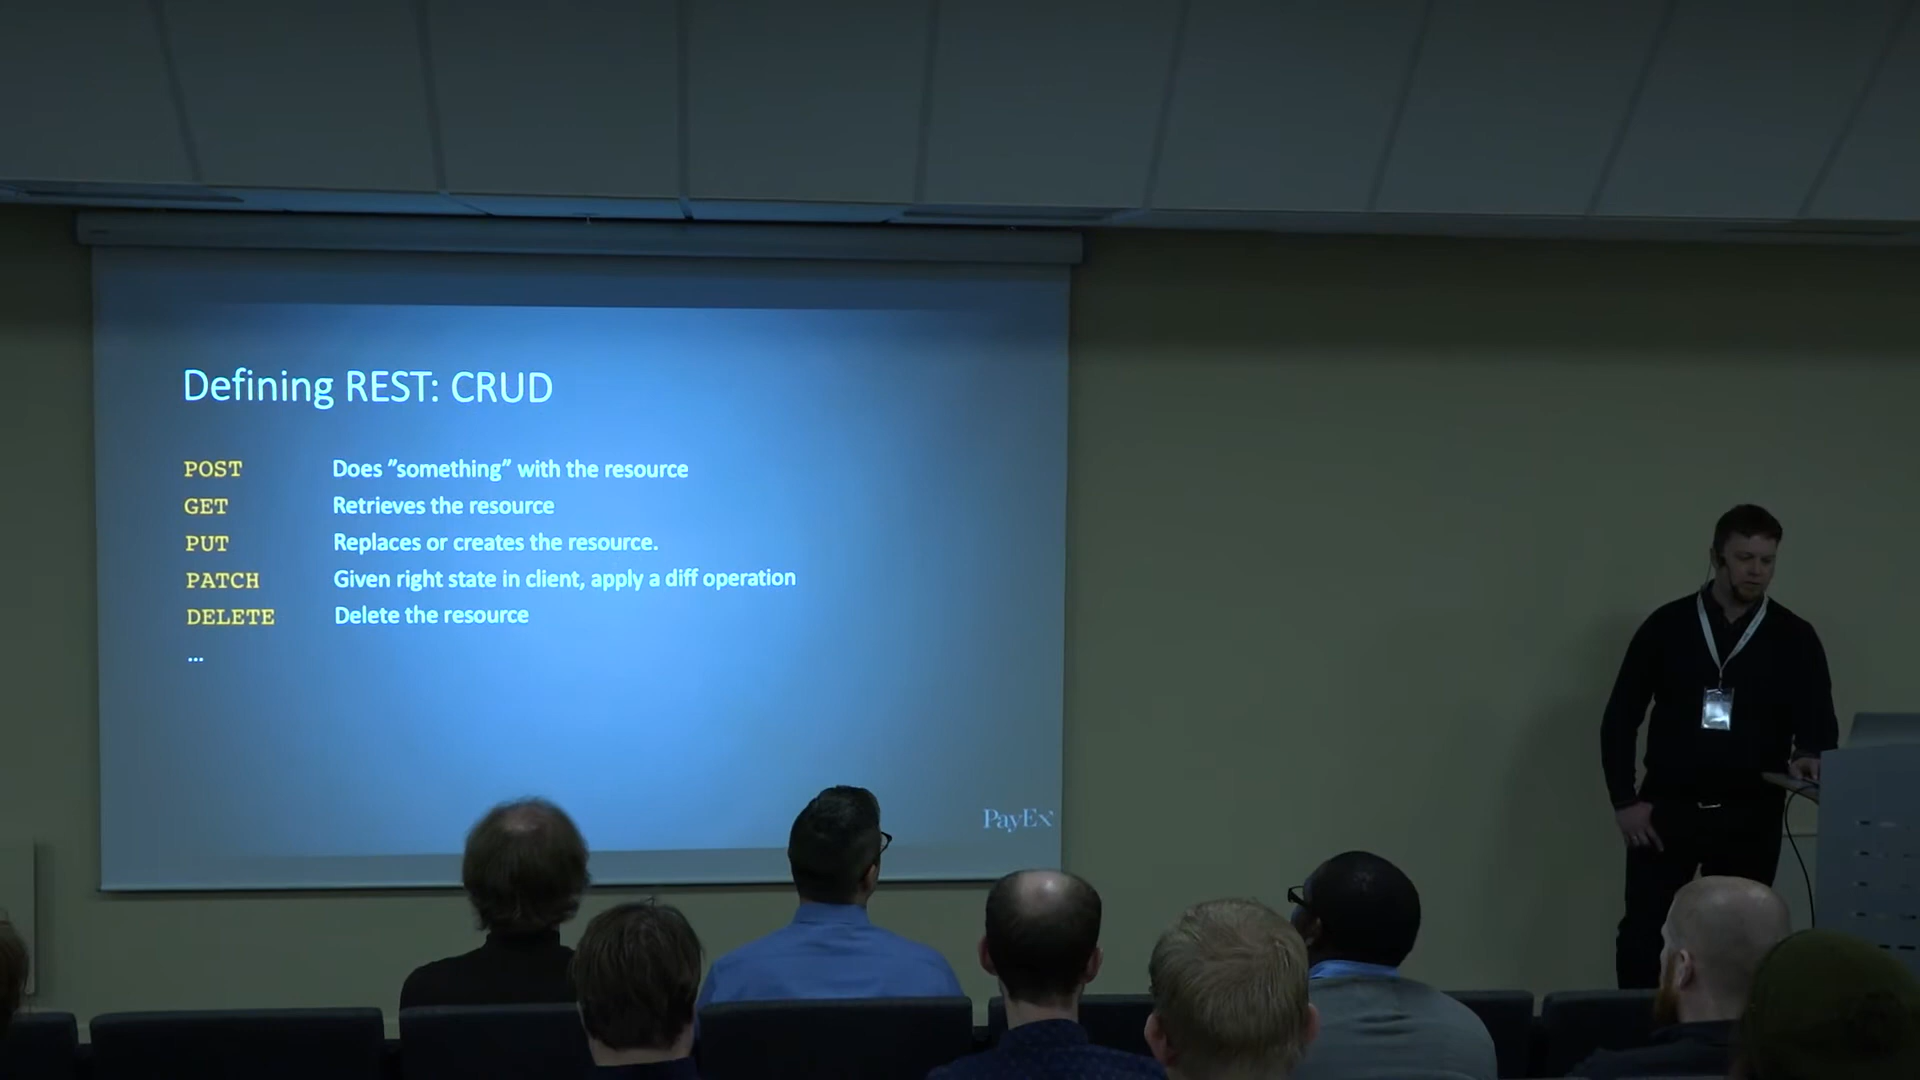 Defining REST: CRUD
POST Does ”something” with the resource
GET Retrieves the resource
PUT Replaces or creates the resource.
PATCH Given right state in client, apply a diff operation
DELETE Delete the resource
...
PayEx